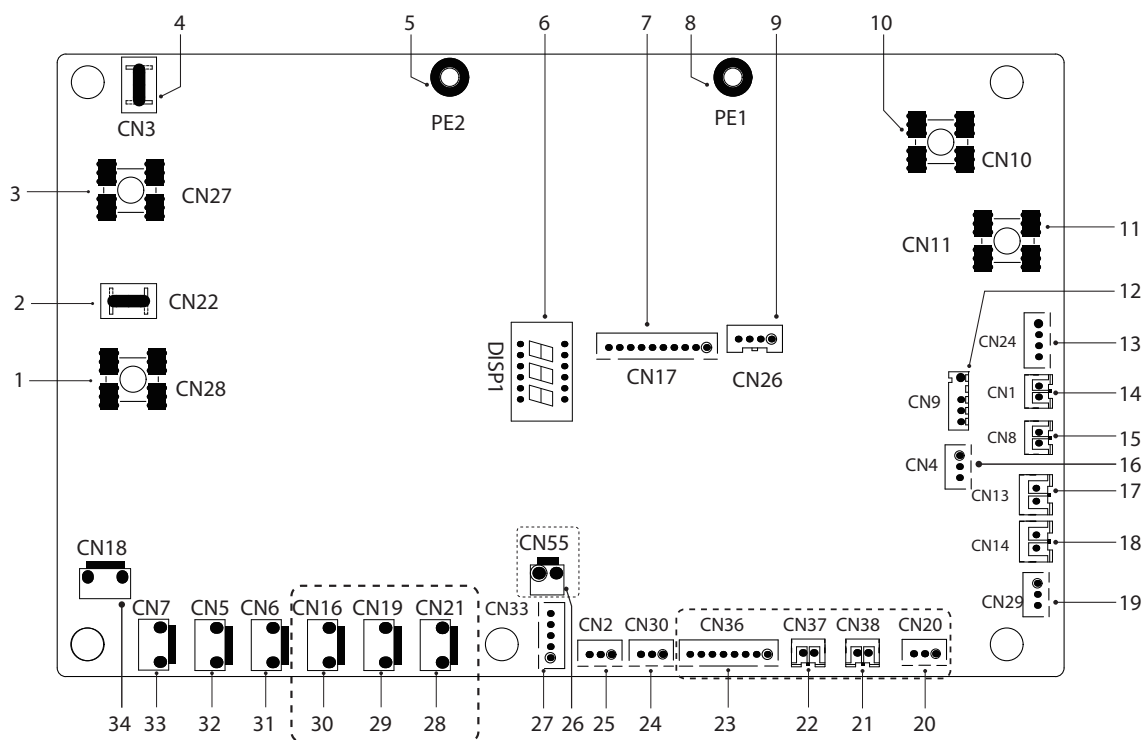 4
5
6
7
8
9
10
CN3
PE2
PE1
CN10
3
CN27
CN11
11
2
CN22
12
DISP1
CN17
CN26
CN24
13
1
CN28
CN9
CN1
14
CN8
15
CN4
16
CN13
17
CN18
CN55
CN14
18
CN7
CN5
CN6
CN16
CN19
CN21
CN33
CN2
CN30
CN36
CN37
CN38
CN20
CN29
19
34
33
32
31
30
29
28
27
26
25
24
23
22
21
20